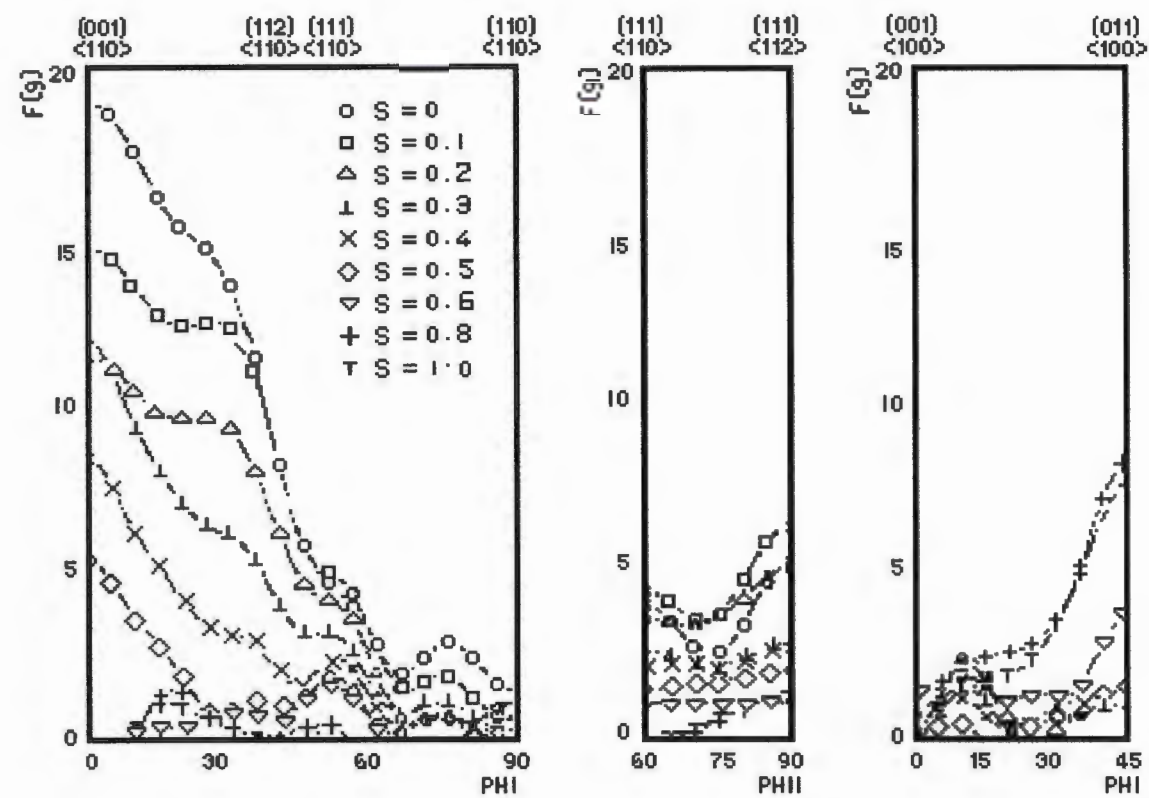 (001) (112) (111) (110)
<110> <110> <110> <110>
(111) (111)
<110> <112>
(001) (011)
<100> <100>
F(g)
20
15
10
5
0
S = 0
S = 0.1
S = 0.2
S = 0.3
S = 0.4
S = 0.5
S = 0.6
S = 0.8
S = 1.0
0 30 60 90
PHI
F(g)
20
15
10
5
0
60 75 90
PHI1
F(g)
20
15
10
5
0
0 15 30 45
PHI